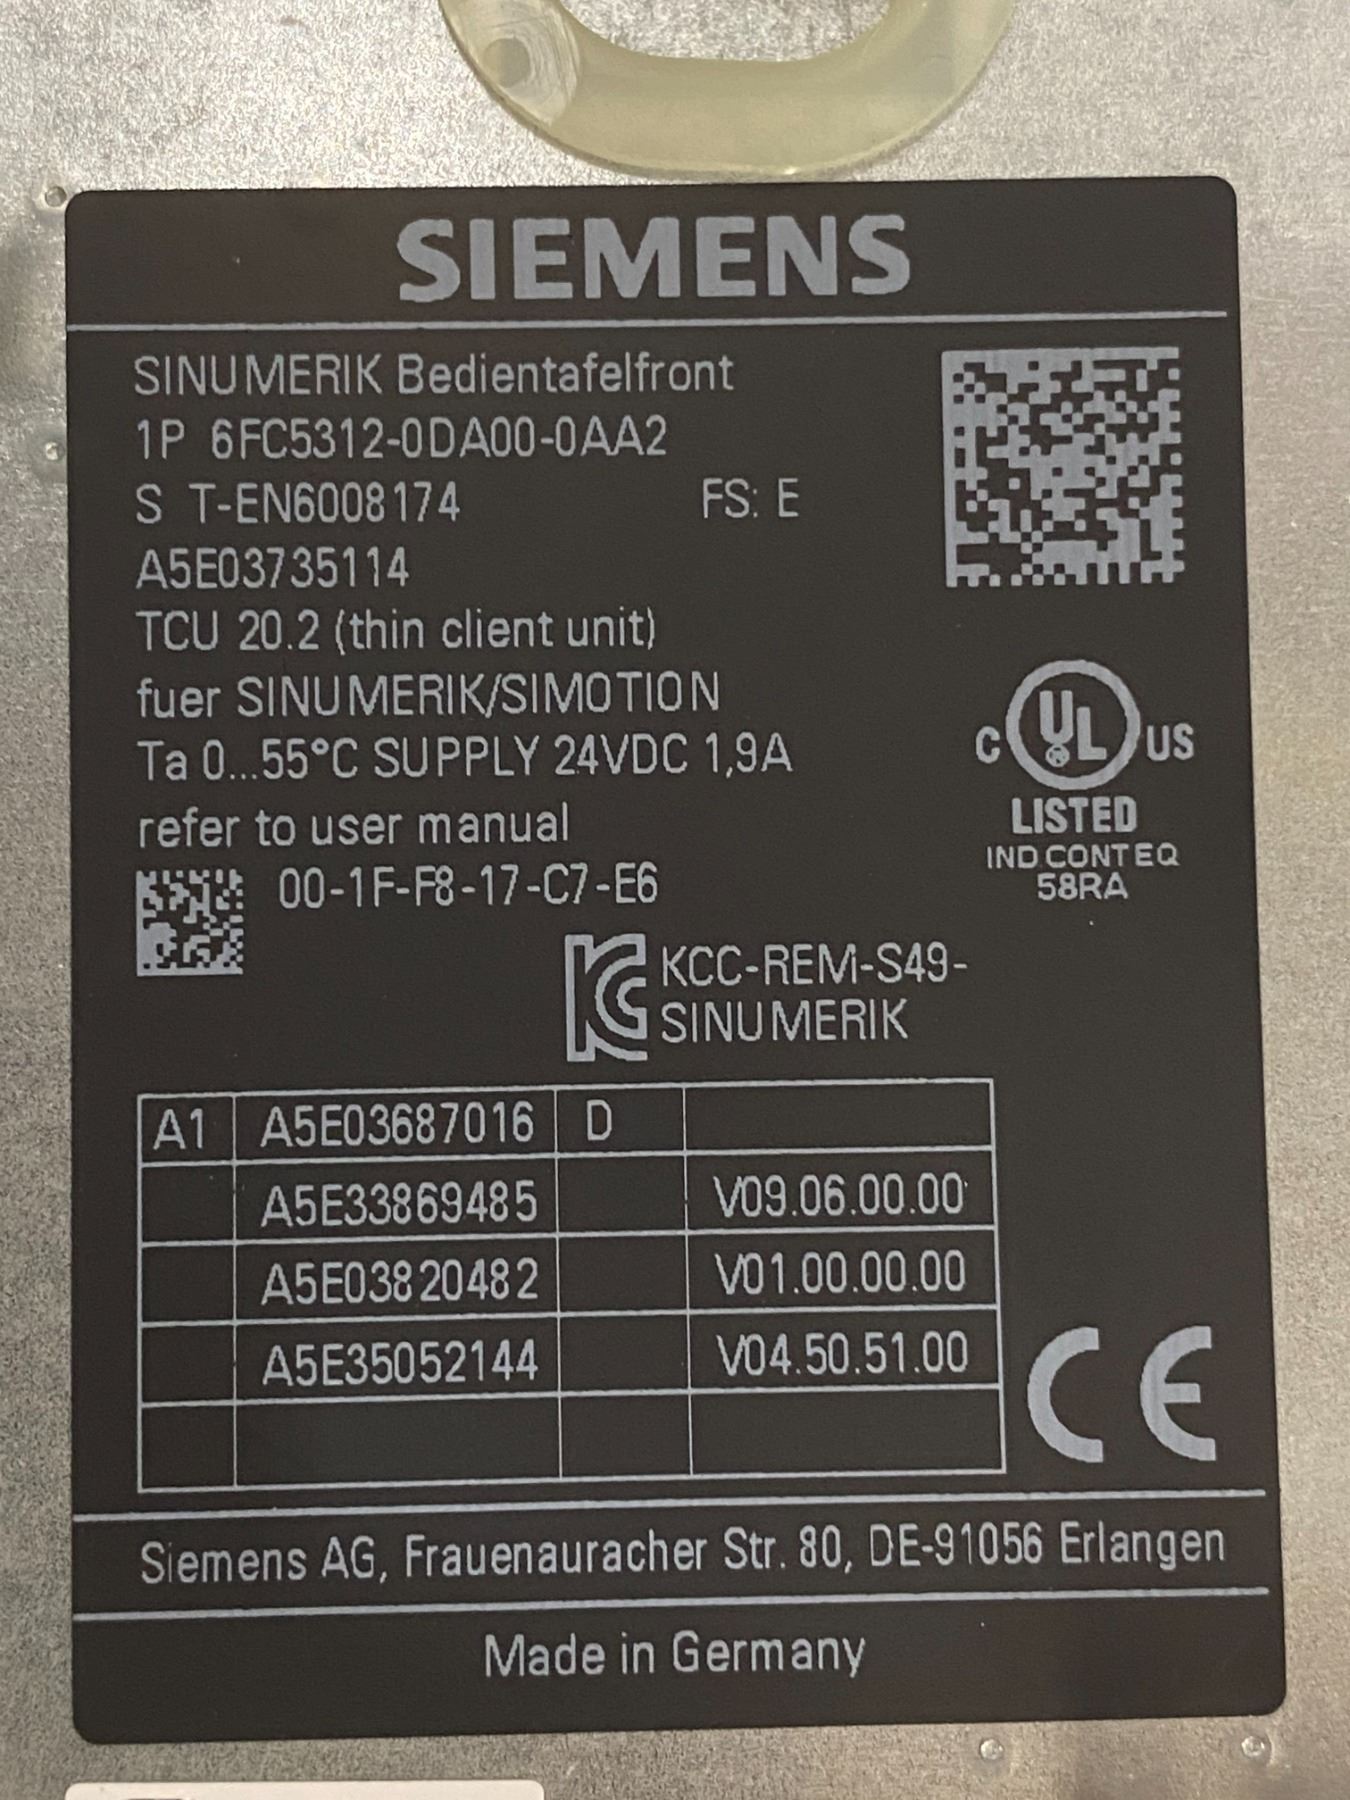 SIEMENS
SINUMERIK Bedientafelfront
1P 6FC5312-0DA00-0AA2
S T-EN6008174 FS: E
A5E03735114
TCU 20.2 (thin client unit)
fuer SINUMERIK/SIMOTION
Ta 0...55°C SUPPLY 24VDC 1,9A
refer to user manual
00-1F-F8-17-C7-E6
C UL® US
LISTED
IND CONT EQ
58RA
KCC-REM-S49-
SINUMERIK
A1 A5E03687016 D
A5E33869485 V09.06.00.00
A5E03820482 V01.00.00.00
A5E35052144 V04.50.51.00
CE
Siemens AG, Frauenauracher Str. 80, DE-91056 Erlangen
Made in Germany